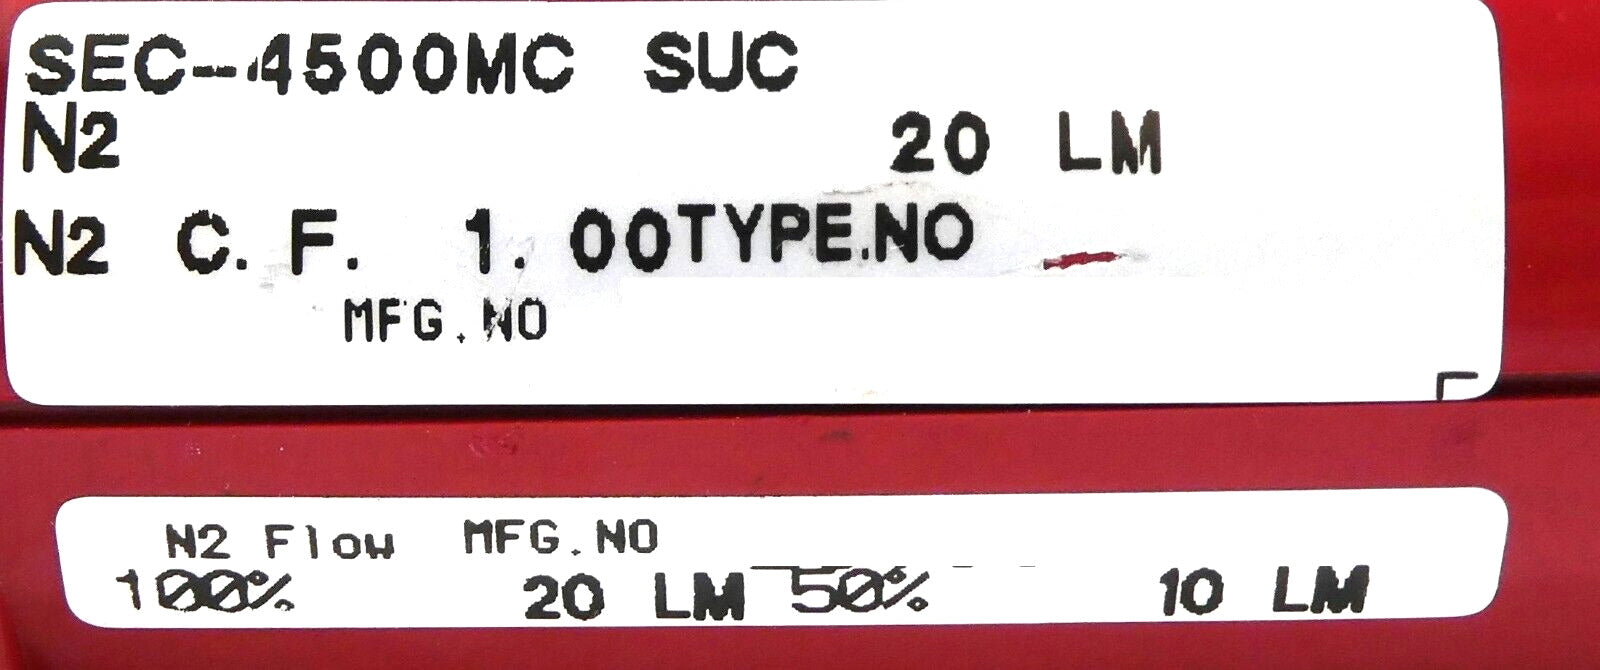 SEC-4500MC SUC
N2 20 LM
N2 C.F. 1.00TYPE.NO
MFG.NO
N2 Flow MFG.NO
100% 20 LM 50% 10 LM